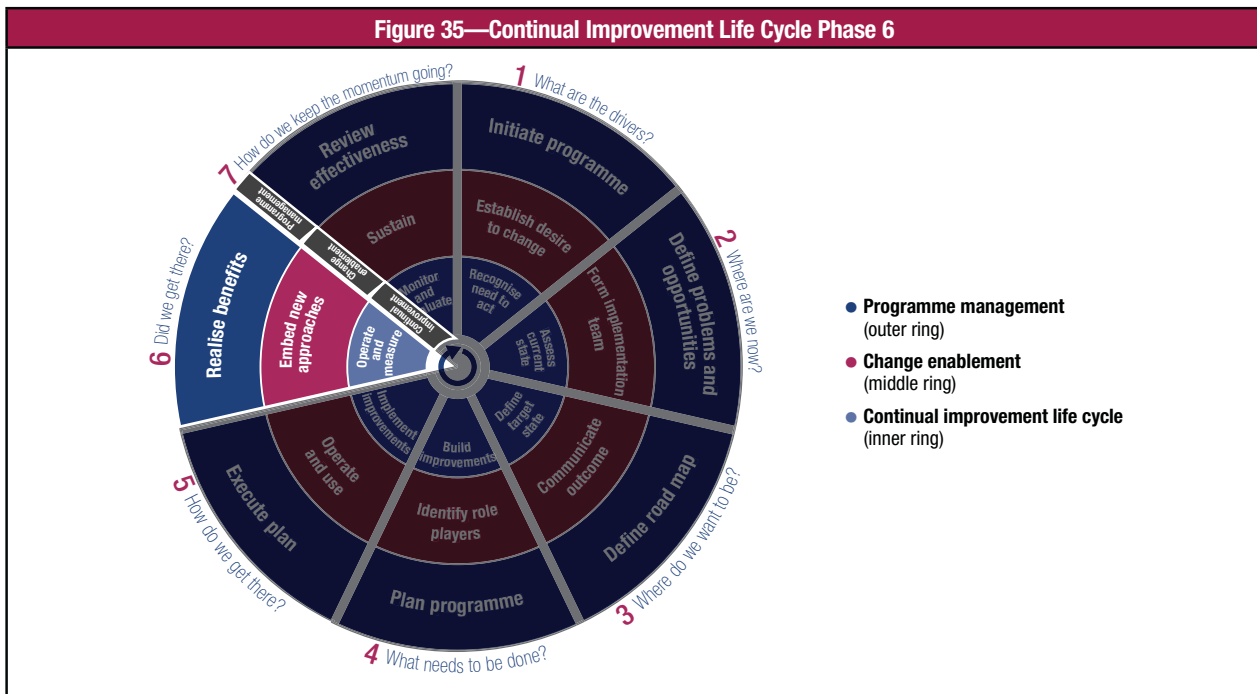 Figure 35—Continual Improvement Life Cycle Phase 6
1 What are the drivers?
Initiate programme
Establish desire
to change
Recognise
need to
act
2 Where are we now?
Define problems and
opportunities
Form implementation
team
Assess
current
state
3 Where do we want to be?
Define road map
Communicate
outcome
Define
target
state
4 What needs to be done?
Plan programme
Identify role
players
Build
improvements
5 How do we get there?
Execute plan
Operate
and use
Implement
improvements
6 Did we get there?
Realise benefits
Embed new
approaches
Operate
and
measure
7 How do we keep the momentum going?
Review
effectiveness
Sustain
Monitor
and
Programme
management
Change
enablement
Continual
improvement
Programme management
(outer ring)
Change enablement
(middle ring)
Continual improvement life cycle
(inner ring)